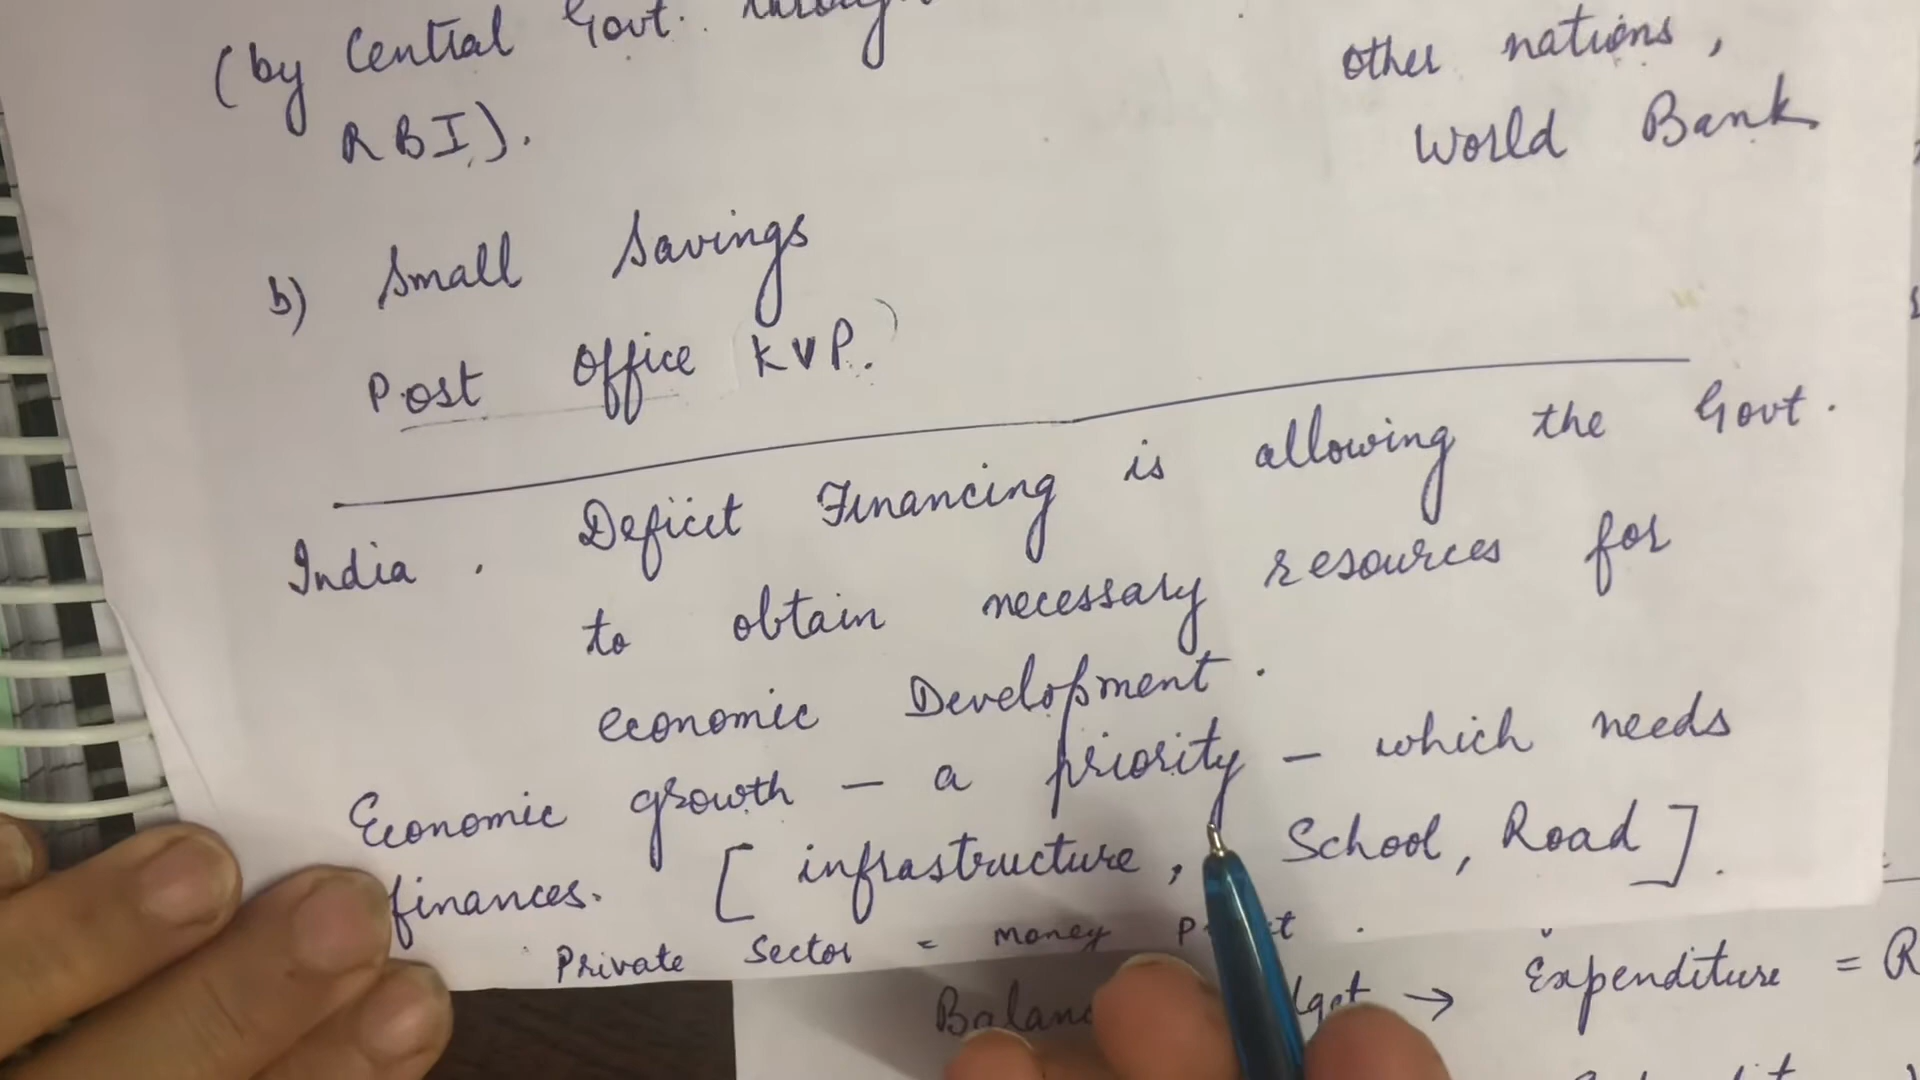 (by Central Govt. through
RBI).
other nations,
World Bank
b) Small Savings
Post Office KVP.)
India. Deficit Financing is allowing the Govt.
to obtain necessary resources for
economic Development.
Economic growth – a priority – which needs
finances. [infrastructure, School, Road].
Private Sector = money
→ Expenditure = R